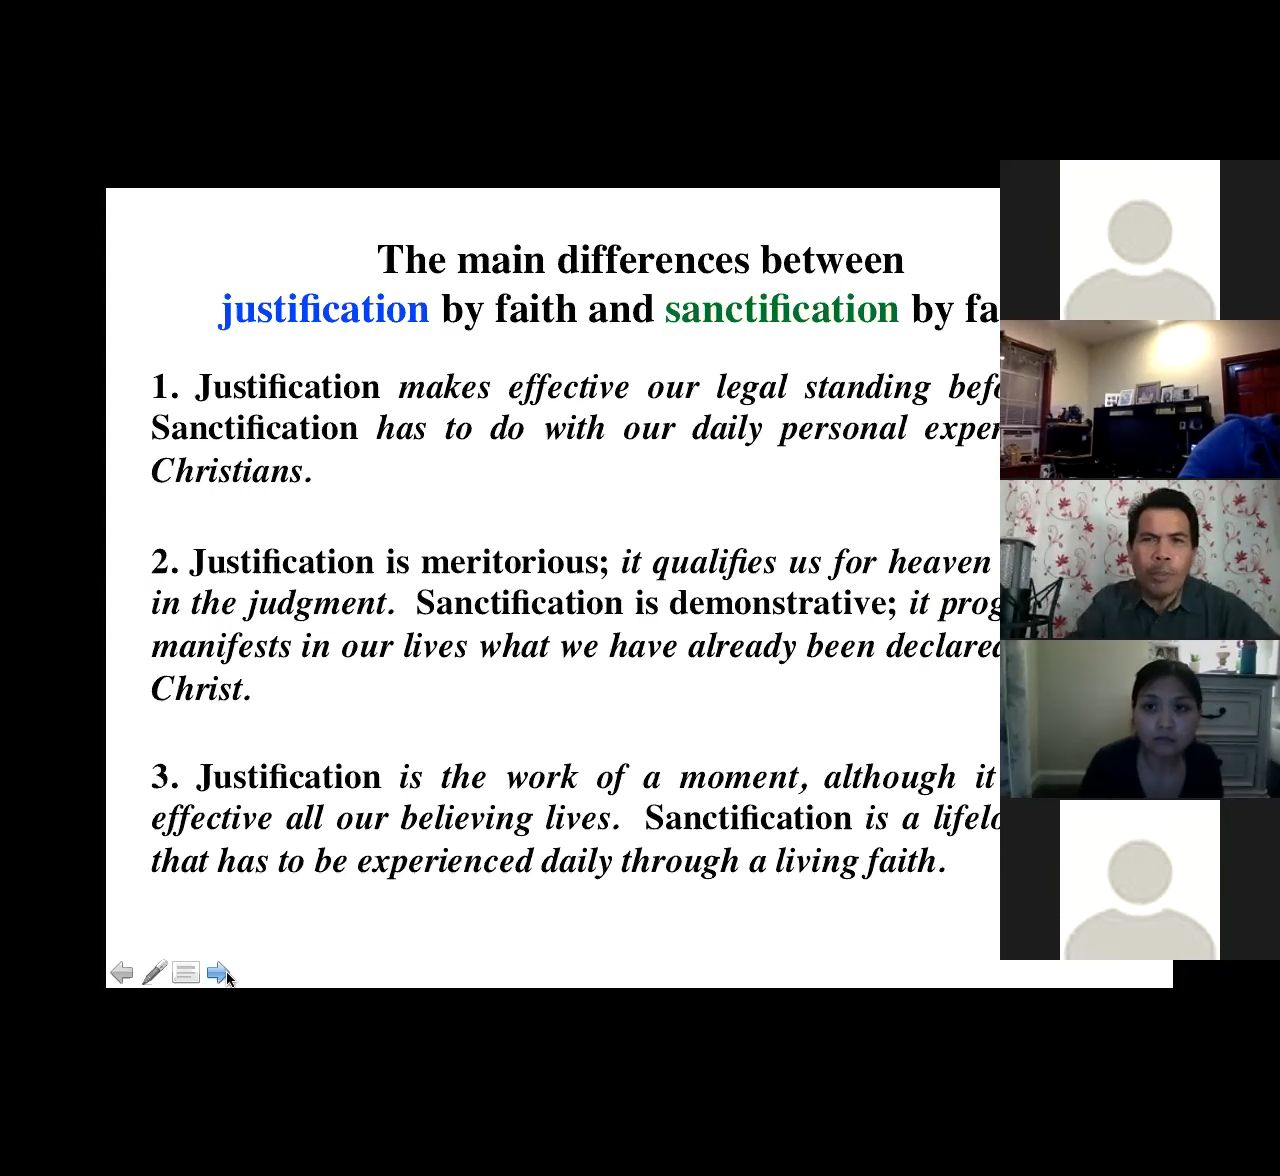 The main differences between
justification by faith and sanctification by fa
1. Justification makes effective our legal standing bef
Sanctification has to do with our daily personal exper
Christians.
2. Justification is meritorious; it qualifies us for heaven
in the judgment. Sanctification is demonstrative; it prog
manifests in our lives what we have already been declared
Christ.
3. Justification is the work of a moment, although it
effective all our believing lives. Sanctification is a lifelo
that has to be experienced daily through a living faith.